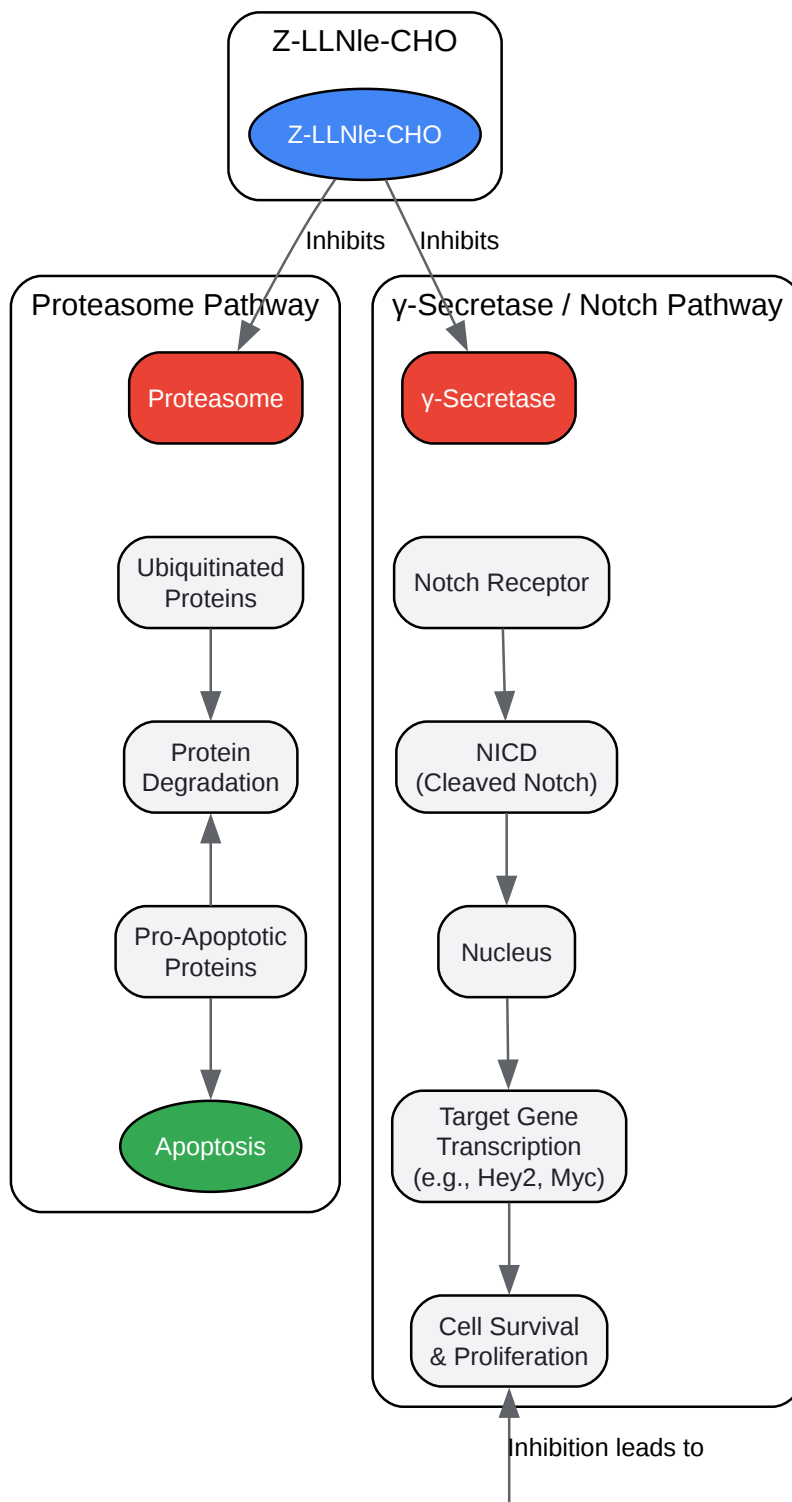 Z-LLNle-CHO
Z-LLNle-CHO
Inhibits
Inhibits
Proteasome Pathway
Proteasome
Ubiquitinated
Proteins
Protein
Degradation
Pro-Apoptotic
Proteins
Apoptosis
γ-Secretase / Notch Pathway
γ-Secretase
Notch Receptor
NICD
(Cleaved Notch)
Nucleus
Target Gene
Transcription
(e.g., Hey2, Myc)
Cell Survival
& Proliferation
Inhibition leads to